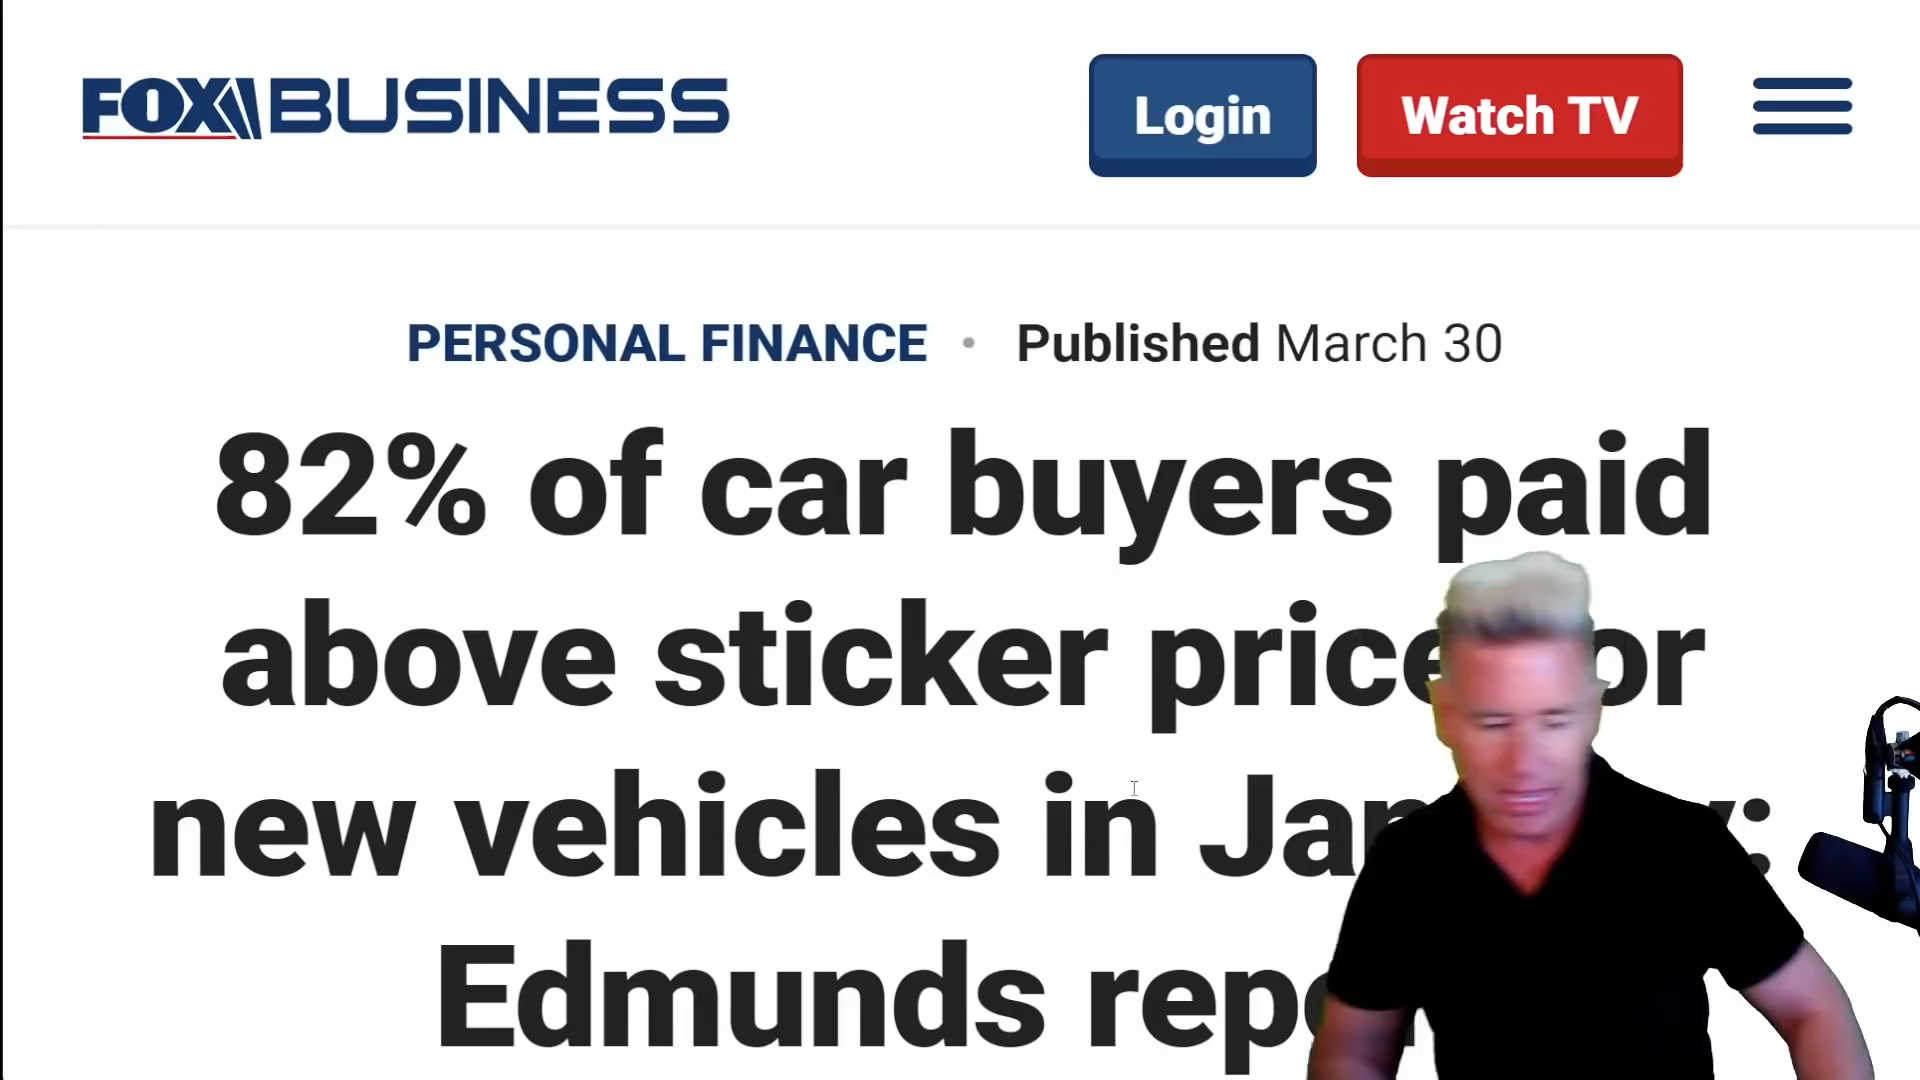 FOX BUSINESS
Login
Watch TV
PERSONAL FINANCE • Published March 30
82% of car buyers paid
above sticker price
new vehicles in
Edmunds